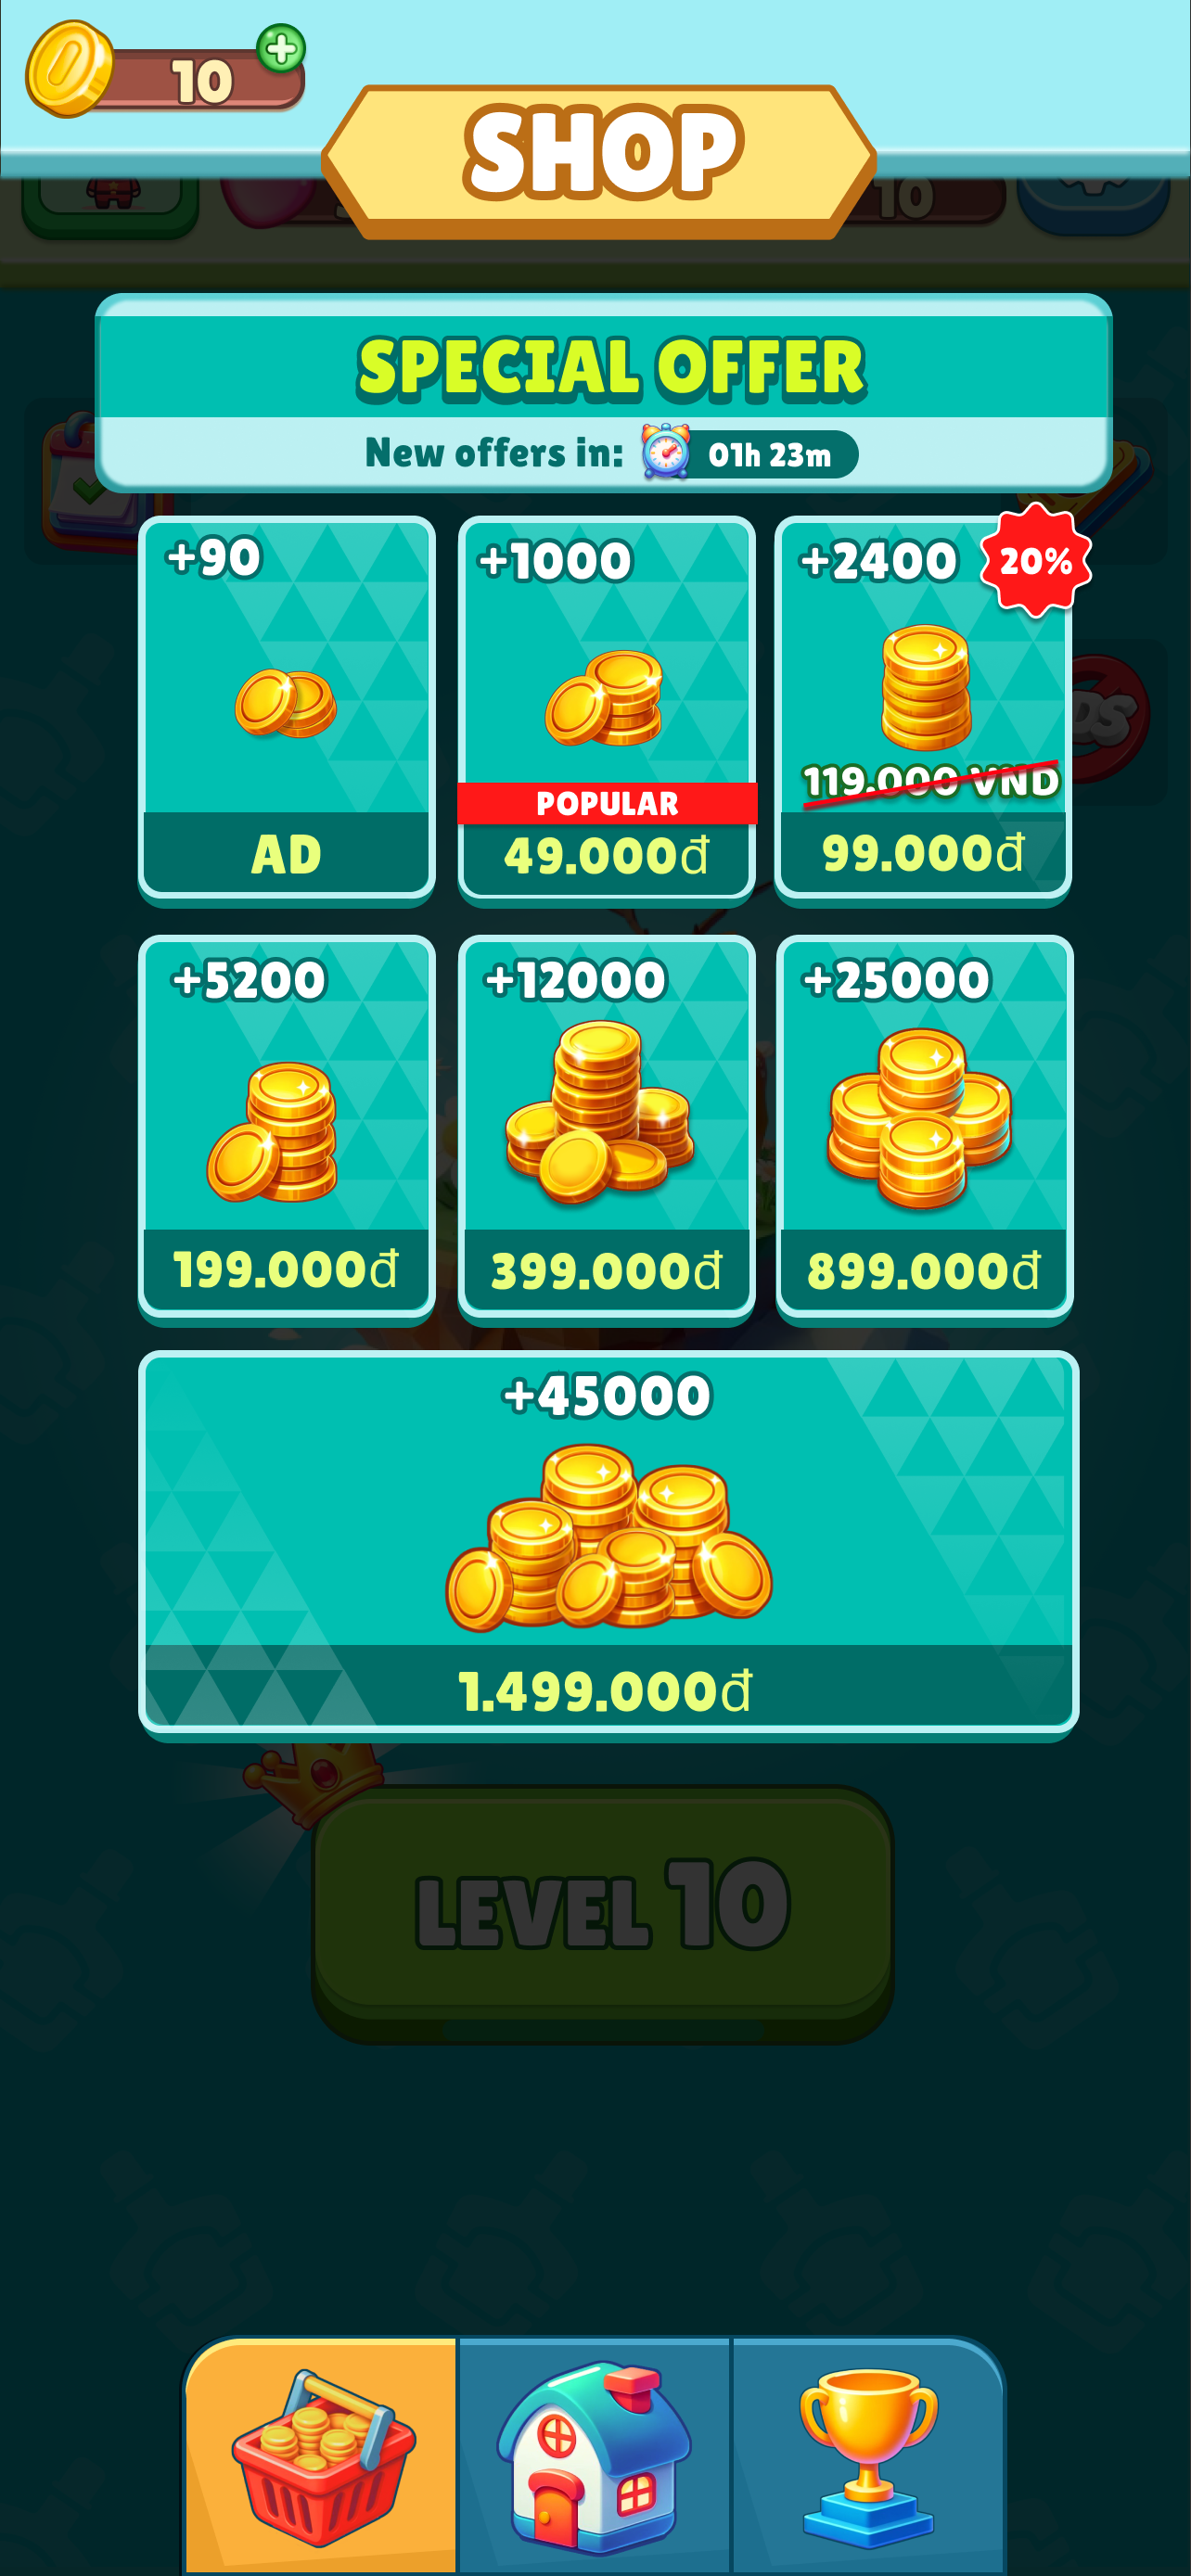 10
SHOP
10
SPECIAL OFFER
New offers in: 01h 23m
+90
AD
+1000
POPULAR
49.000đ
+2400
20%
119.000 VND
99.000đ
+5200
199.000đ
+12000
399.000đ
+25000
899.000đ
+45000
1.499.000đ
LEVEL 10